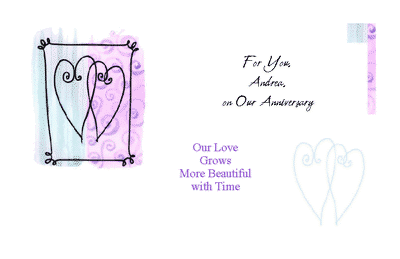 For You,
Andrea,
on Our Anniversary
Our Love
Grows
More Beautiful
with Time